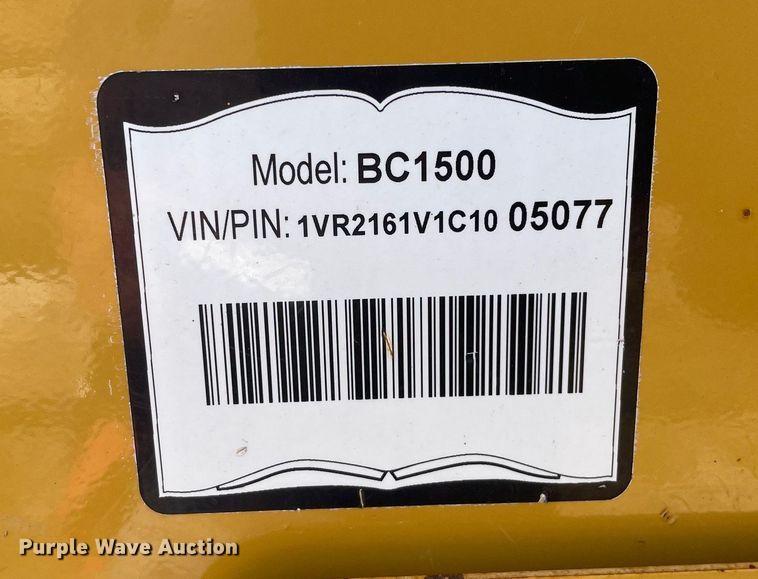 Model: BC1500
VIN/PIN: 1VR2161V1C10 05077
Purple Wave Auction